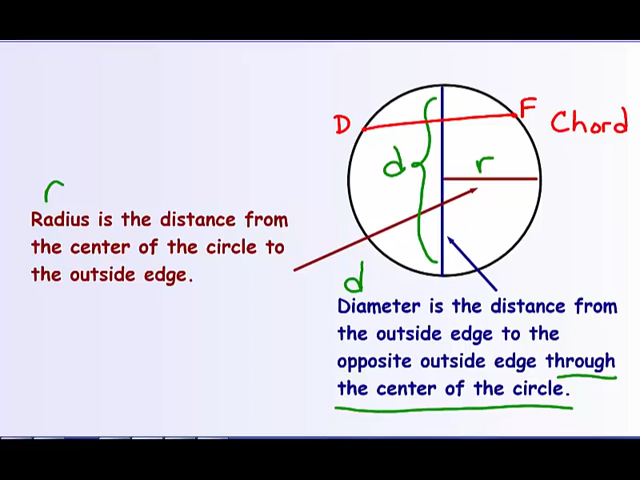 D
F
Chord
d
r
r
Radius is the distance from
the center of the circle to
the outside edge.
d
Diameter is the distance from
the outside edge to the
opposite outside edge through
the center of the circle.